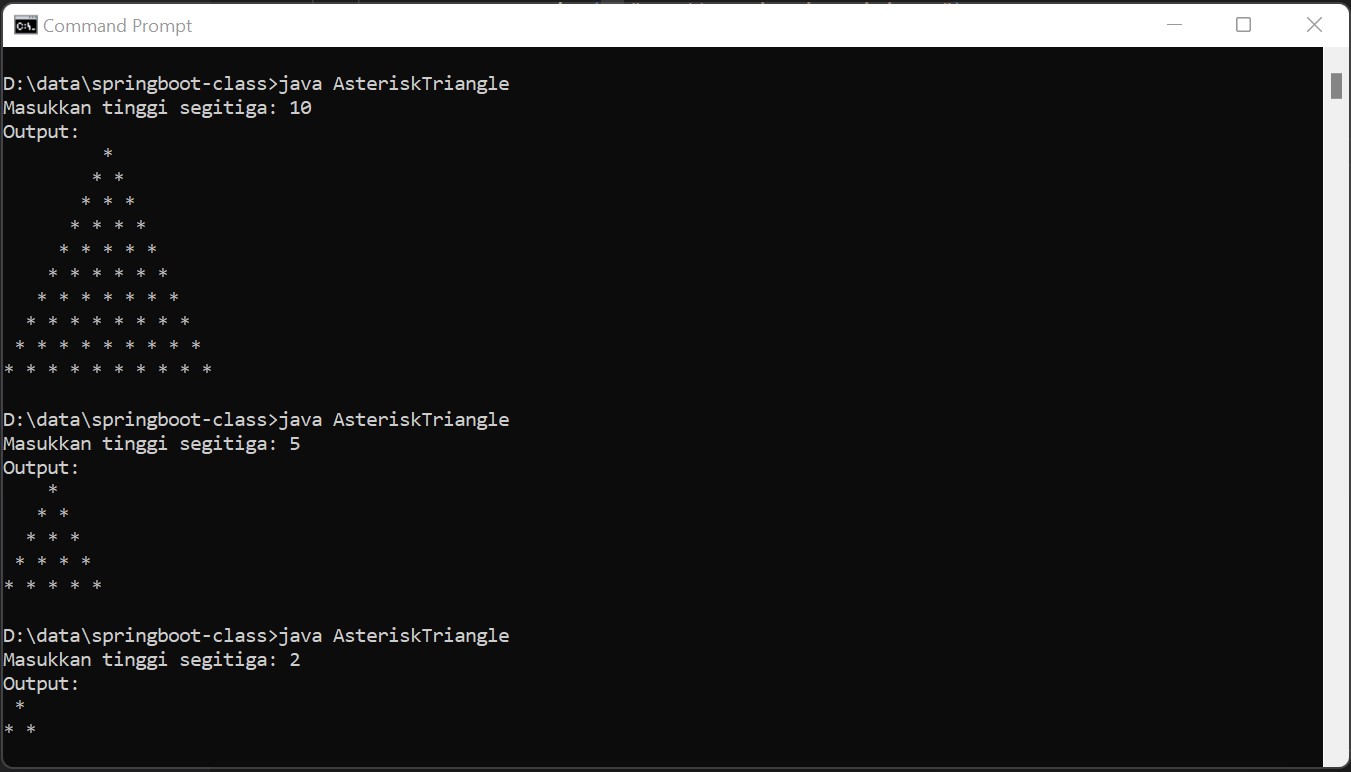 Command Prompt
D:\data\springboot-class>java AsteriskTriangle
Masukkan tinggi segitiga: 10
Output:
         *
        * *
       * * *
      * * * *
     * * * * *
    * * * * * *
   * * * * * * *
  * * * * * * * *
 * * * * * * * * *
* * * * * * * * * *
D:\data\springboot-class>java AsteriskTriangle
Masukkan tinggi segitiga: 5
Output:
    *
   * *
  * * *
 * * * *
* * * * *
D:\data\springboot-class>java AsteriskTriangle
Masukkan tinggi segitiga: 2
Output:
 *
* *